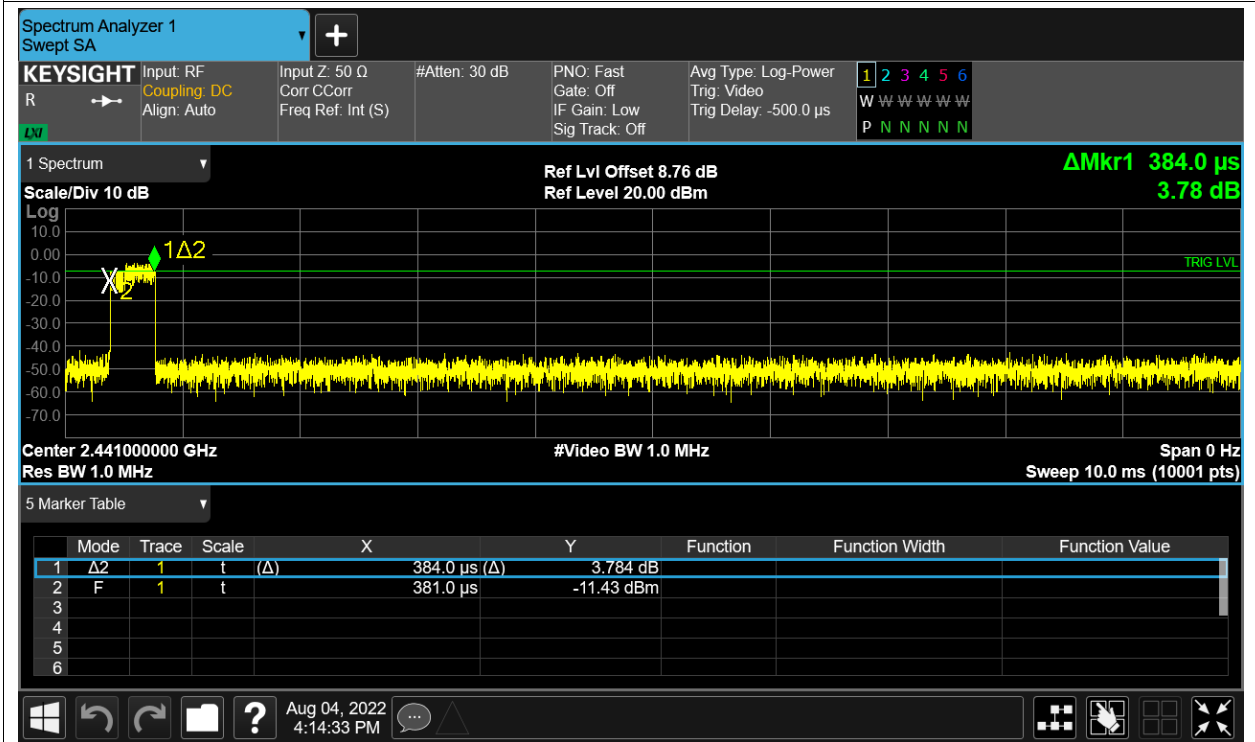 Spectrum Analyzer 1
Swept SA
KEYSIGHT
R
LXI
Input: RF
Coupling: DC
Align: Auto
Input Z: 50 Ω
Corr CCorr
Freq Ref: Int (S)
#Atten: 30 dB
PNO: Fast
Gate: Off
IF Gain: Low
Sig Track: Off
Avg Type: Log-Power
Trig: Video
Trig Delay: -500.0 µs
1 2 3 4 5 6
W W W W W W
P N N N N N
1 Spectrum
Scale/Div 10 dB
Ref Lvl Offset 8.76 dB
Ref Level 20.00 dBm
ΔMkr1 384.0 µs
3.78 dB
Log
10.0
0.00
-10.0
-20.0
-30.0
-40.0
-50.0
-60.0
-70.0
1Δ2
X2
TRIG LVL
Center 2.441000000 GHz
Res BW 1.0 MHz
#Video BW 1.0 MHz
Span 0 Hz
Sweep 10.0 ms (10001 pts)
5 Marker Table
Mode Trace Scale X Y Function Function Width Function Value
1 Δ2 1 t (Δ) 384.0 µs (Δ) 3.784 dB
2 F 1 t 381.0 µs -11.43 dBm
3
4
5
6
?
Aug 04, 2022
4:14:33 PM